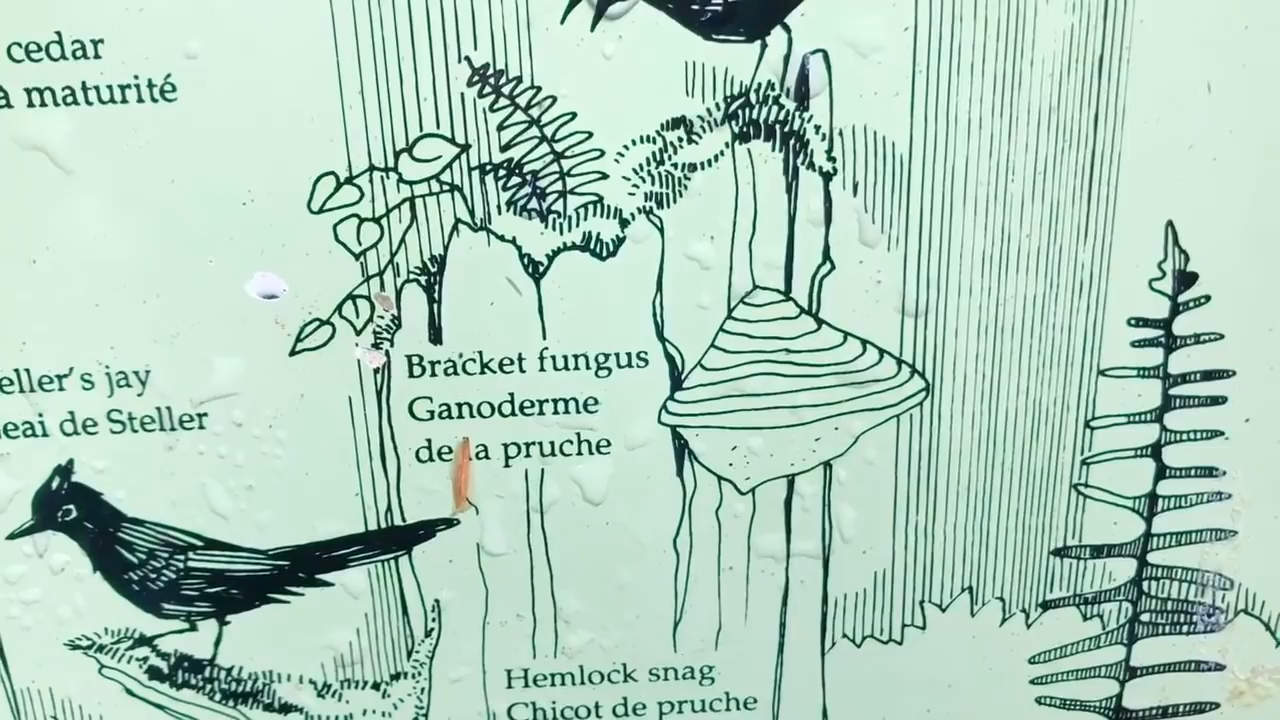 cedar
à maturité
eller's jay
eai de Steller
Bracket fungus
Ganoderme
de la pruche
Hemlock snag
Chicot de pruche